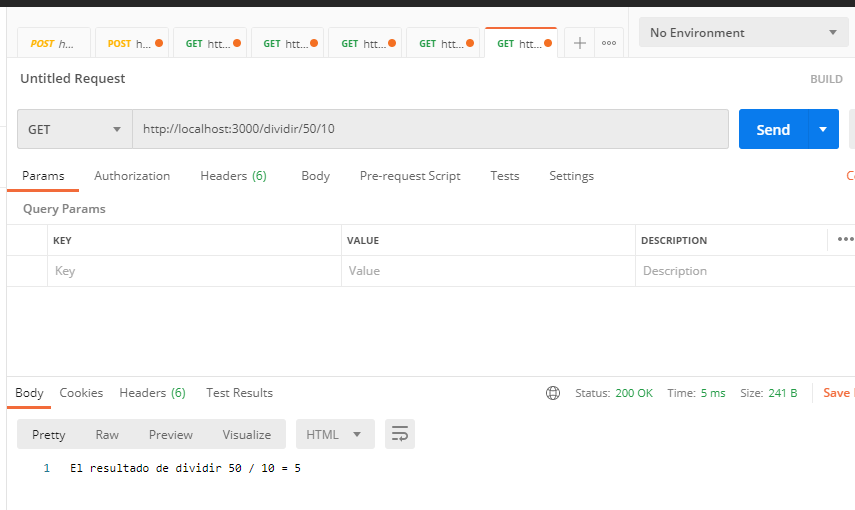 POST h...
POST h...
GET htt...
GET htt...
GET htt...
GET htt...
GET htt...
No Environment
Untitled Request
BUILD
GET
http://localhost:3000/dividir/50/10
Send
Params Authorization Headers (6) Body Pre-request Script Tests Settings
Query Params
KEY VALUE DESCRIPTION
Key Value Description
Body Cookies Headers (6) Test Results Status: 200 OK Time: 5 ms Size: 241 B Save
Pretty Raw Preview Visualize HTML
1 El resultado de dividir 50 / 10 = 5